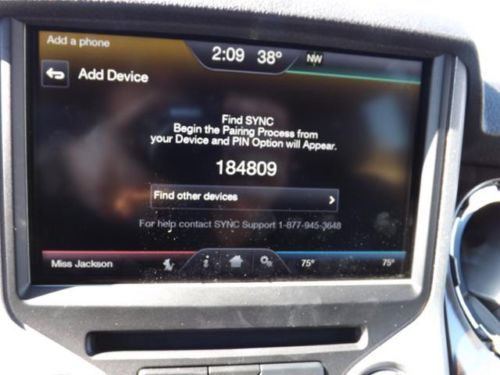 Add a phone
2:09 38° NW
Add Device
Find SYNC
Begin the Pairing Process from
your Device and PIN Option will Appear.
184809
Find other devices
For help contact SYNC Support 1-877-945-3648
Miss Jackson 75° 75°